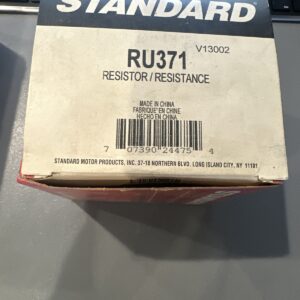 STANDARD
V13002
RU371
RESISTOR / RESISTANCE
MADE IN CHINA
FABRIQUÉ EN CHINE
HECHO EN CHINA
7 07390 24475 4
STANDARD MOTOR PRODUCTS, INC. 37-18 NORTHERN BLVD. LONG ISLAND CITY, NY 11101